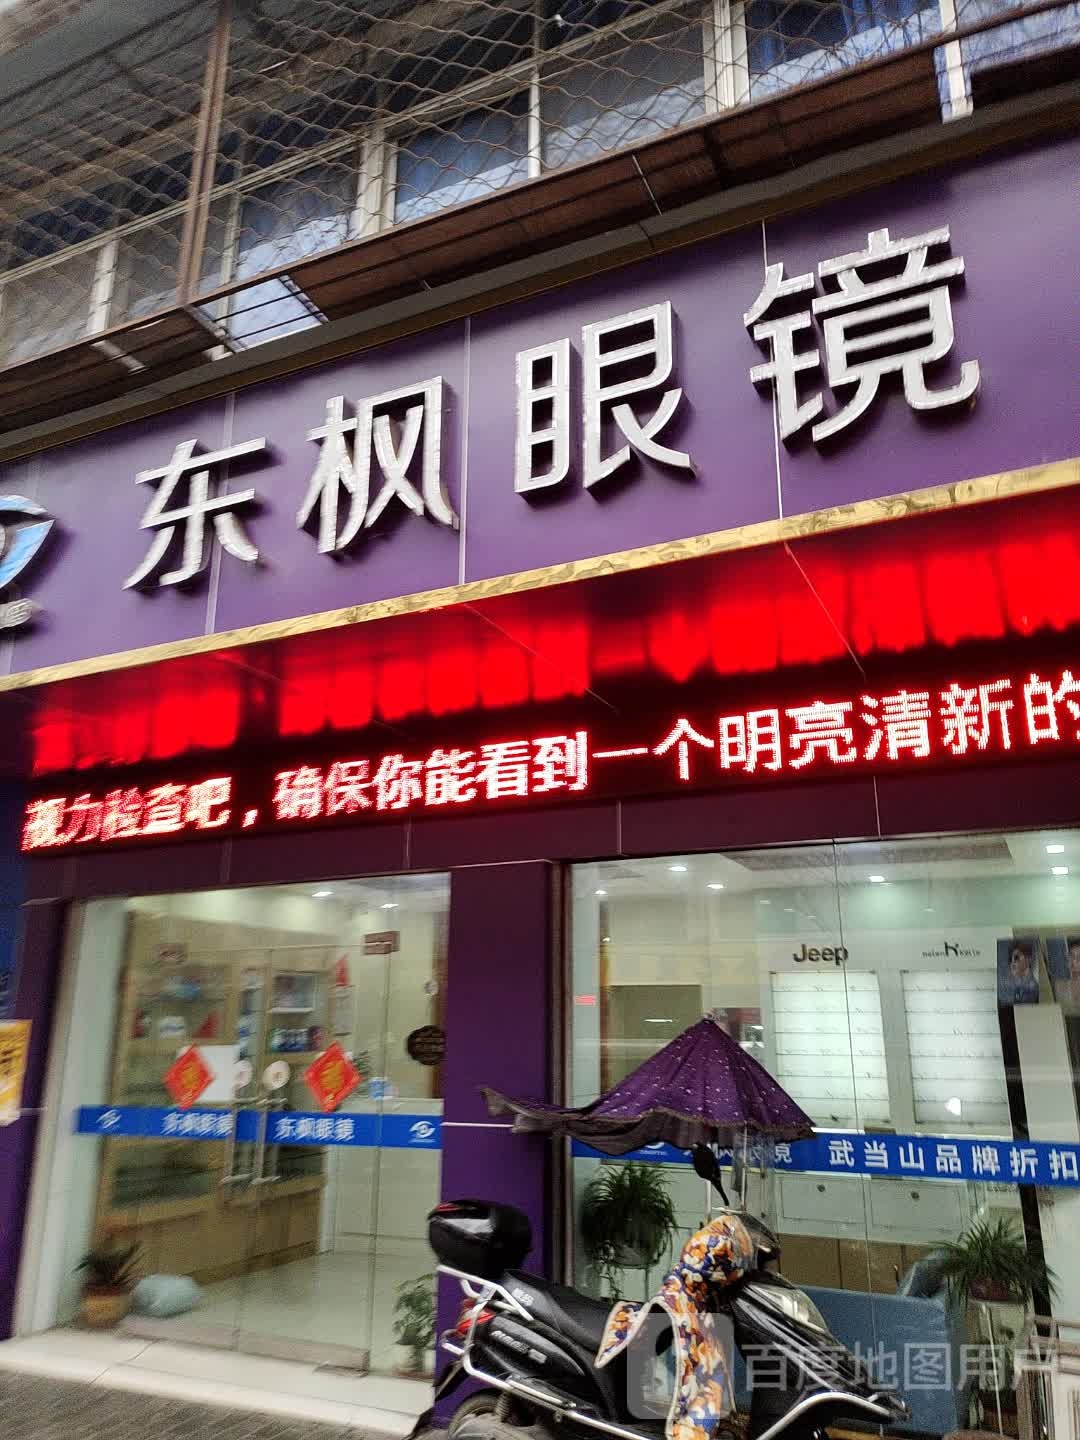 东枫眼镜
视力检查吧，确保你能看到一个明亮清新的
Jeep
东枫眼镜
东枫眼镜
武当山品牌折扣
百度地图用户